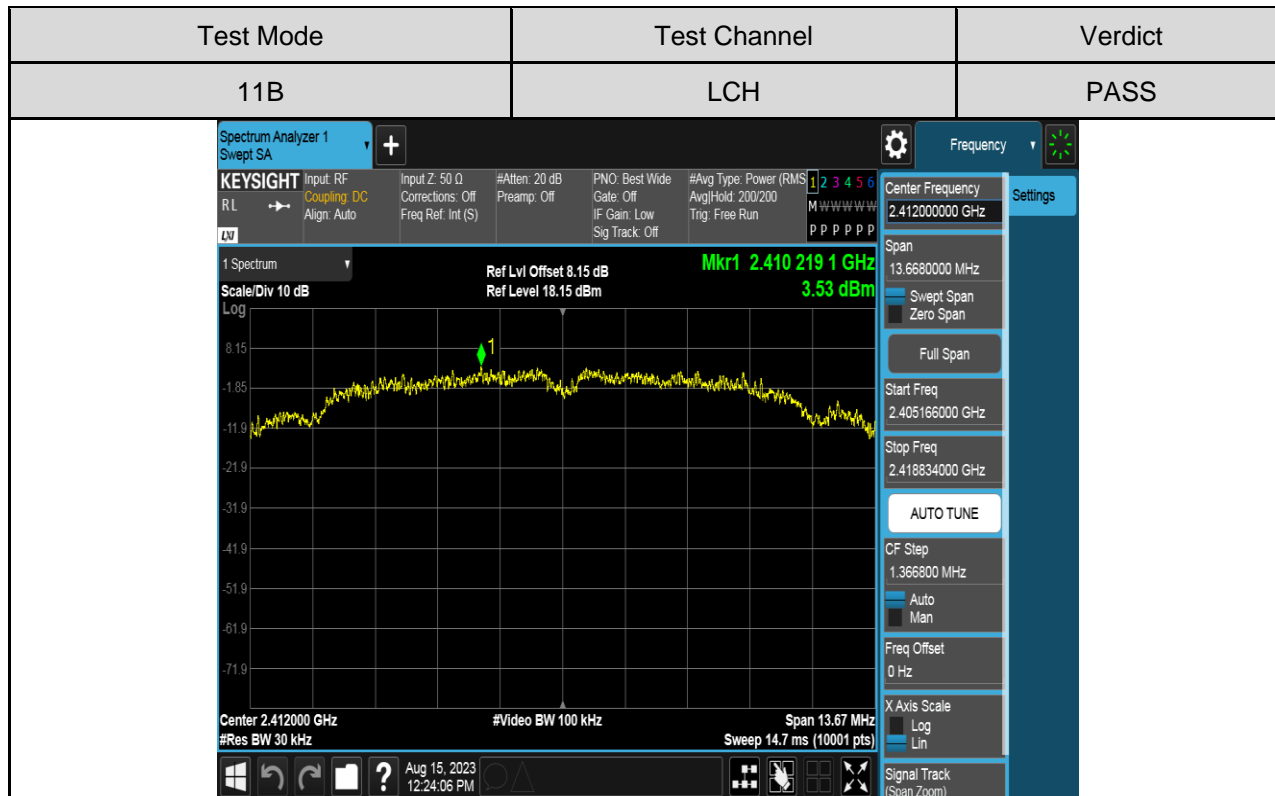 Test Mode Test Channel Verdict
11B LCH PASS
Spectrum Analyzer 1
Swept SA
+
Frequency
KEYSIGHT
RL
LXI
Input: RF
Coupling: DC
Align: Auto
Input Z: 50 Ω
Corrections: Off
Freq Ref: Int (S)
#Atten: 20 dB
Preamp: Off
PNO: Best Wide
Gate: Off
IF Gain: Low
Sig Track: Off
#Avg Type: Power (RMS
Avg|Hold: 200/200
Trig: Free Run
1 2 3 4 5 6
M W W W W W
P P P P P P
1 Spectrum
Scale/Div 10 dB
Ref Lvl Offset 8.15 dB
Ref Level 18.15 dBm
Mkr1 2.410 219 1 GHz
3.53 dBm
Log
8.15
-1.85
-11.9
-21.9
-31.9
-41.9
-51.9
-61.9
-71.9
1
Center 2.412000 GHz
#Res BW 30 kHz
#Video BW 100 kHz
Span 13.67 MHz
Sweep 14.7 ms (10001 pts)
Center Frequency
2.412000000 GHz
Settings
Span
13.6680000 MHz
Swept Span
Zero Span
Full Span
Start Freq
2.405166000 GHz
Stop Freq
2.418834000 GHz
AUTO TUNE
CF Step
1.366800 MHz
Auto
Man
Freq Offset
0 Hz
X Axis Scale
Log
Lin
Signal Track
(Span Zoom)
?
Aug 15, 2023
12:24:06 PM